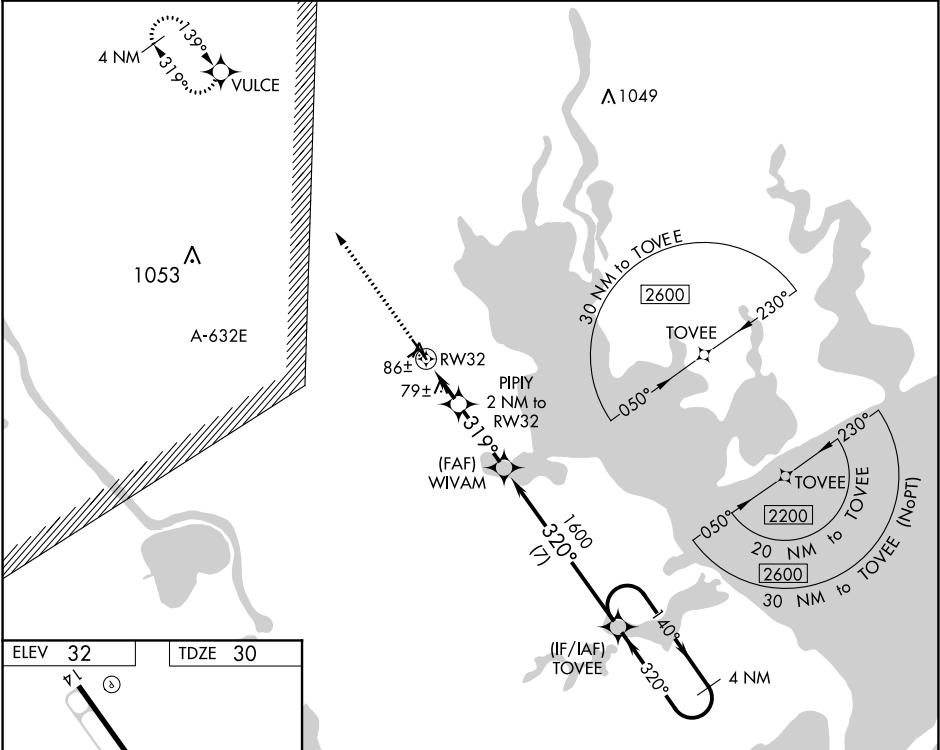 139°
4 NM
319°
VULCE
1049
1053
A-632E
30 NM to TOVEE
2600
230°
TOVEE
050°
86±
RW32
79±
PIPIY
2 NM to
RW32
319°
(FAF)
WIVAM
230°
TOVEE
050°
2200
20 NM to TOVEE
2600
30 NM to TOVEE (NoPT)
1600
320°
(7)
140°
(IF/IAF)
TOVEE
320°
4 NM
ELEV 32
TDZE 30
14
P